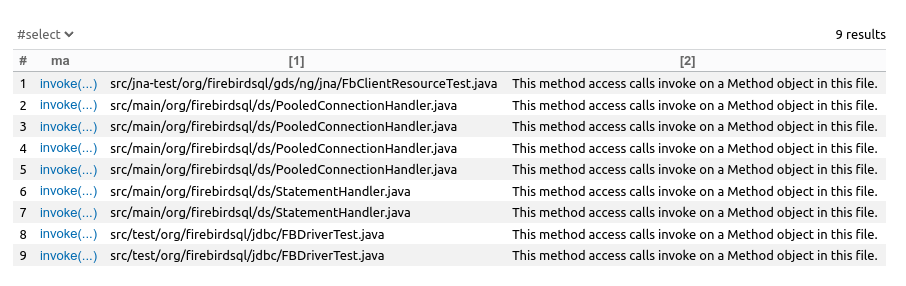 #select 9 results
# ma [1] [2]
1 invoke(...) src/jna-test/org/firebirdsql/gds/ng/jna/FbClientResourceTest.java This method access calls invoke on a Method object in this file.
2 invoke(...) src/main/org/firebirdsql/ds/PooledConnectionHandler.java This method access calls invoke on a Method object in this file.
3 invoke(...) src/main/org/firebirdsql/ds/PooledConnectionHandler.java This method access calls invoke on a Method object in this file.
4 invoke(...) src/main/org/firebirdsql/ds/PooledConnectionHandler.java This method access calls invoke on a Method object in this file.
5 invoke(...) src/main/org/firebirdsql/ds/PooledConnectionHandler.java This method access calls invoke on a Method object in this file.
6 invoke(...) src/main/org/firebirdsql/ds/StatementHandler.java This method access calls invoke on a Method object in this file.
7 invoke(...) src/main/org/firebirdsql/ds/StatementHandler.java This method access calls invoke on a Method object in this file.
8 invoke(...) src/test/org/firebirdsql/jdbc/FBDriverTest.java This method access calls invoke on a Method object in this file.
9 invoke(...) src/test/org/firebirdsql/jdbc/FBDriverTest.java This method access calls invoke on a Method object in this file.